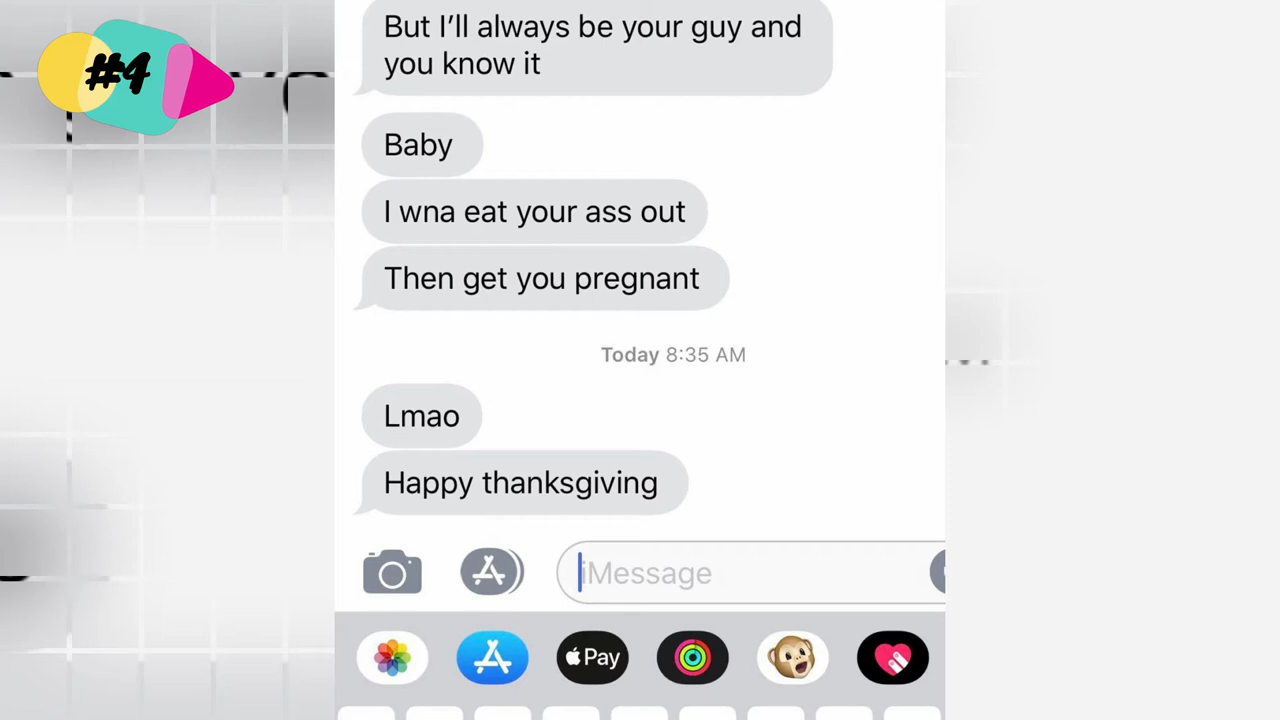 #4
But I’ll always be your guy and
you know it
Baby
I wna eat your ass out
Then get you pregnant
Today 8:35 AM
Lmao
Happy thanksgiving
iMessage
Pay